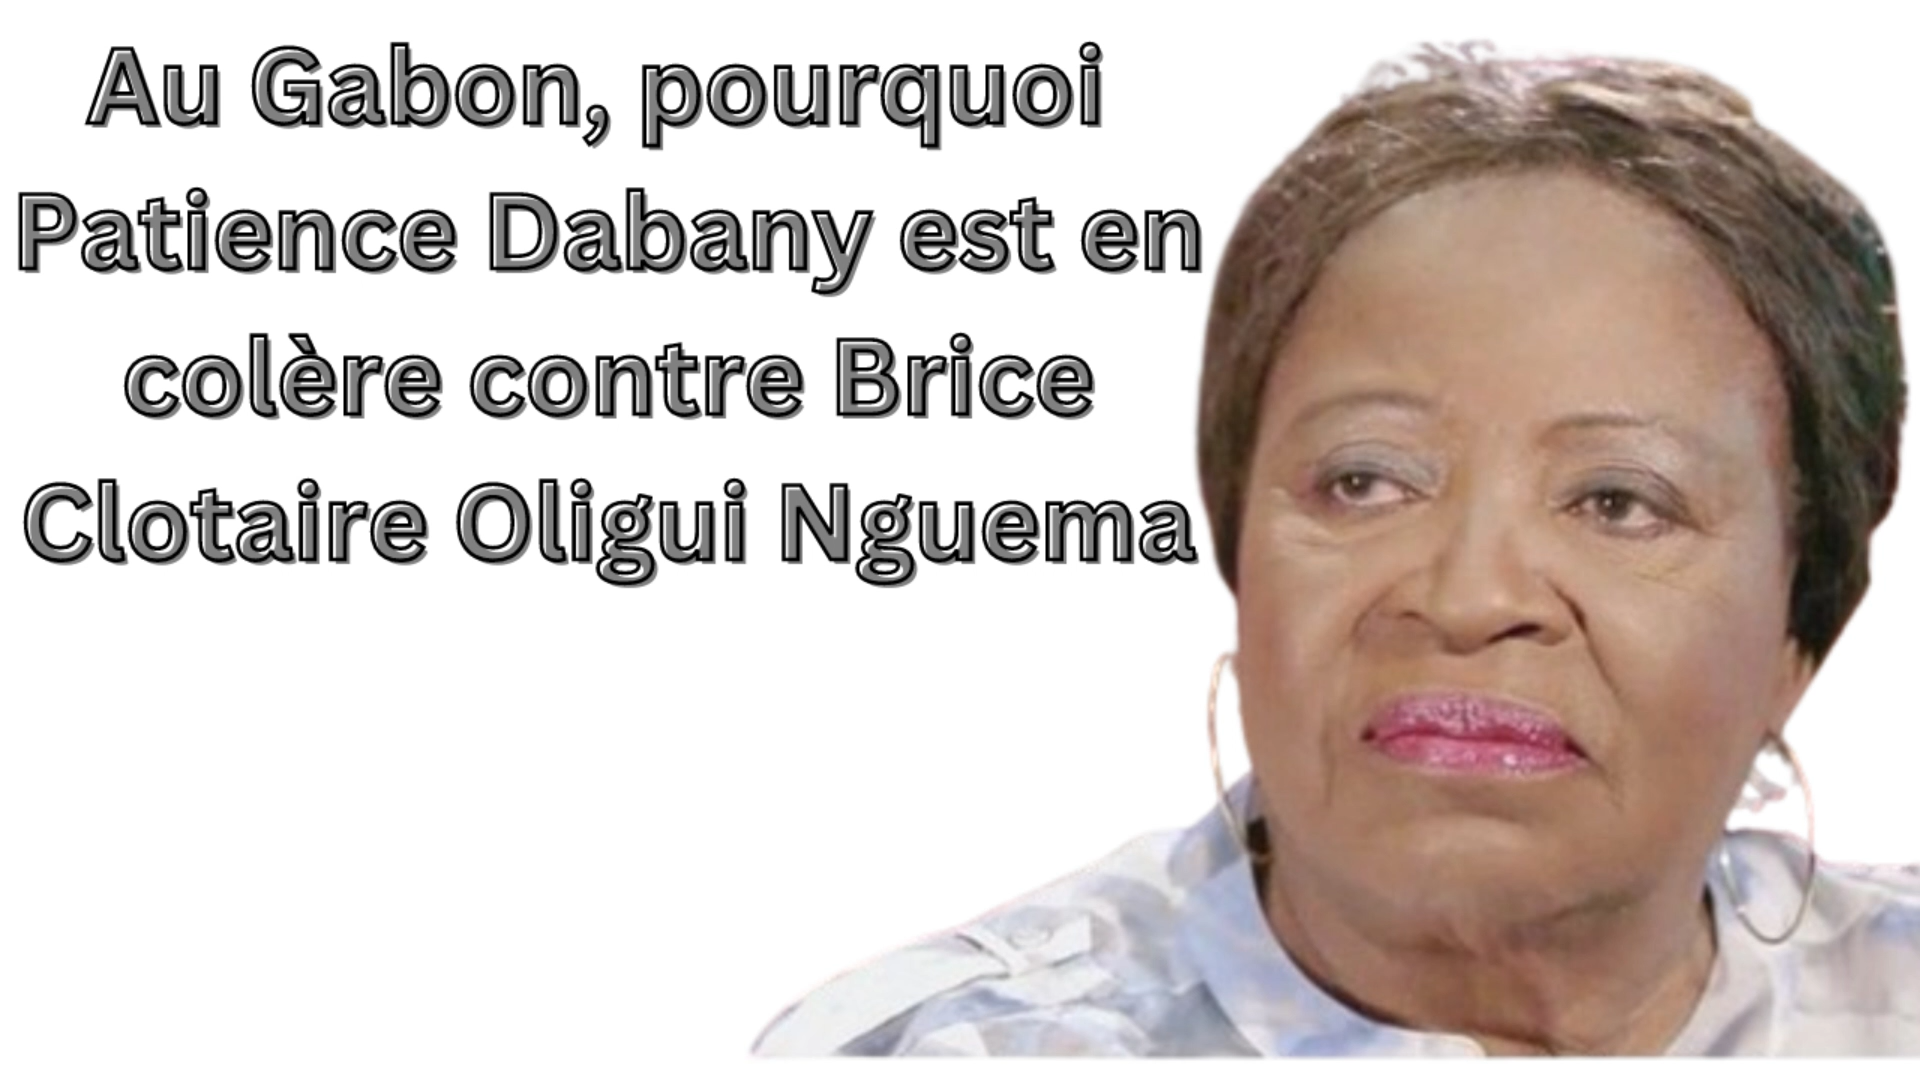 Au Gabon, pourquoi
Patience Dabany est en
colère contre Brice
Clotaire Oligui Nguema